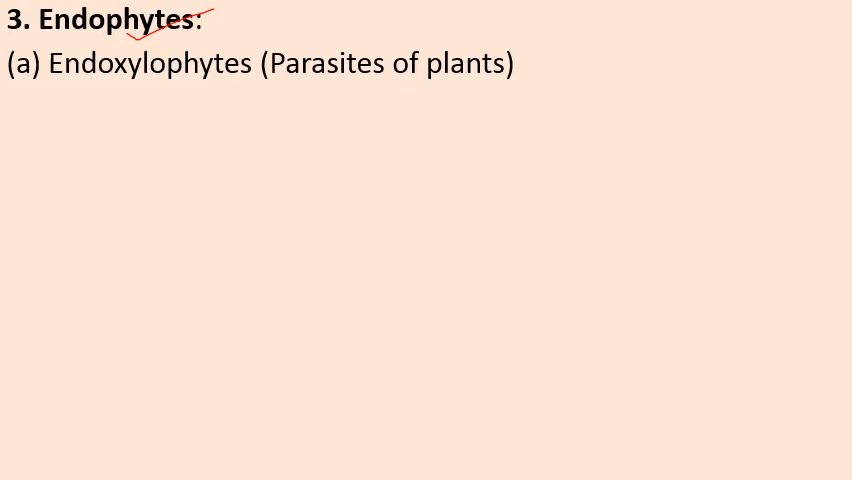 3. Endophytes:
(a) Endoxylophytes (Parasites of plants)